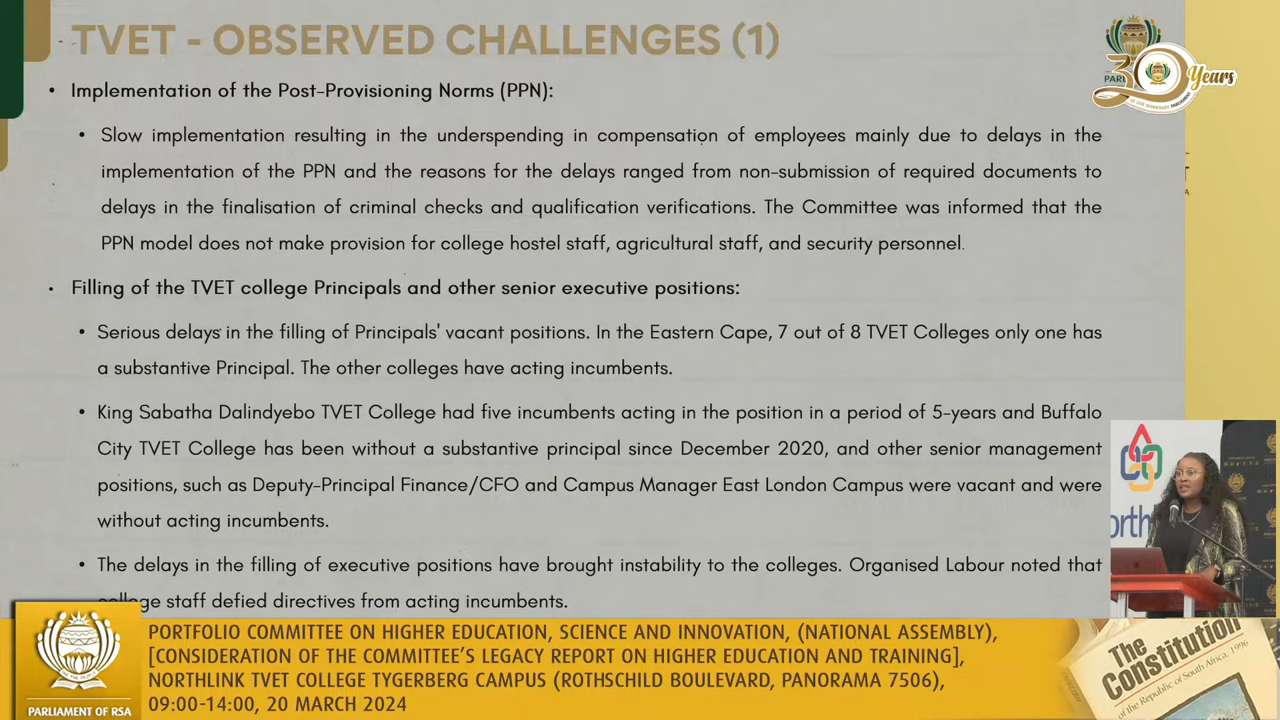 TVET - OBSERVED CHALLENGES (1)
30 Years
• Implementation of the Post-Provisioning Norms (PPN):
• Slow implementation resulting in the underspending in compensation of employees mainly due to delays in the
implementation of the PPN and the reasons for the delays ranged from non-submission of required documents to
delays in the finalisation of criminal checks and qualification verifications. The Committee was informed that the
PPN model does not make provision for college hostel staff, agricultural staff, and security personnel.
• Filling of the TVET college Principals and other senior executive positions:
• Serious delays in the filling of Principals' vacant positions. In the Eastern Cape, 7 out of 8 TVET Colleges only one has
a substantive Principal. The other colleges have acting incumbents.
• King Sabatha Dalindyebo TVET College had five incumbents acting in the position in a period of 5-years and Buffalo
City TVET College has been without a substantive principal since December 2020, and other senior management
positions, such as Deputy-Principal Finance/CFO and Campus Manager East London Campus were vacant and were
without acting incumbents.
• The delays in the filling of executive positions have brought instability to the colleges. Organised Labour noted that
college staff defied directives from acting incumbents.
PORTFOLIO COMMITTEE ON HIGHER EDUCATION, SCIENCE AND INNOVATION, (NATIONAL ASSEMBLY),
[CONSIDERATION OF THE COMMITTEE'S LEGACY REPORT ON HIGHER EDUCATION AND TRAINING],
NORTHLINK TVET COLLEGE TYGERBERG CAMPUS (ROTHSCHILD BOULEVARD, PANORAMA 7506),
09:00-14:00, 20 MARCH 2024
PARLIAMENT OF RSA
The
Constitution
of the Republic of South Africa, 1996